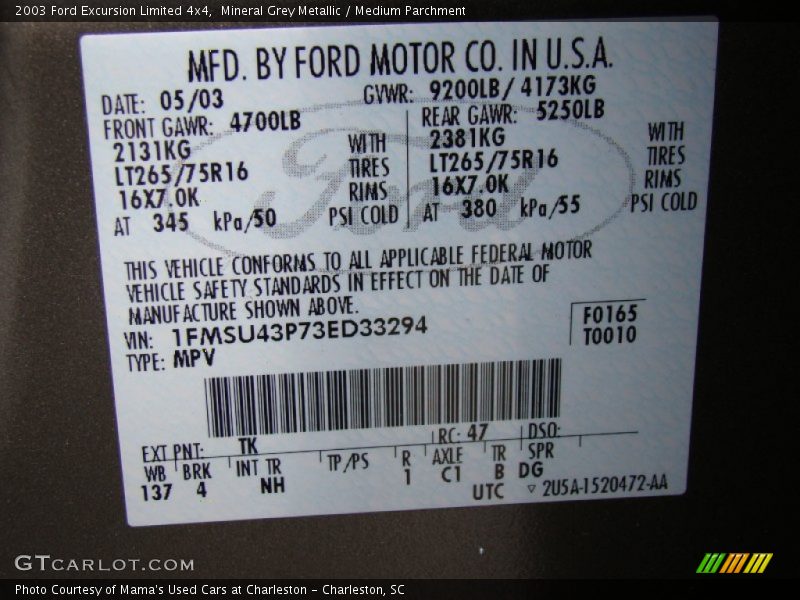 2003 Ford Excursion Limited 4x4, Mineral Grey Metallic / Medium Parchment
MFD. BY FORD MOTOR CO. IN U.S.A.
DATE: 05/03 GVWR: 9200LB/ 4173KG
FRONT GAWR: 4700LB REAR GAWR: 5250LB
2131KG WITH 2381KG WITH
LT265/75R16 TIRES LT265/75R16 TIRES
16X7.0K RIMS 16X7.0K RIMS
AT 345 kPa/50 PSI COLD AT 380 kPa/55 PSI COLD
Ford
THIS VEHICLE CONFORMS TO ALL APPLICABLE FEDERAL MOTOR
VEHICLE SAFETY STANDARDS IN EFFECT ON THE DATE OF
MANUFACTURE SHOWN ABOVE.
VIN: 1FMSU43P73ED33294 F0165
TYPE: MPV T0010
EXT PNT: TK RC: 47 DSO:
WB BRK INT TR TP/PS R AXLE TR SPR
137 4 NH 1 C1 B DG
UTC ▽ 2U5A-1520472-AA
GTCARLOT.COM
Photo Courtesy of Mama's Used Cars at Charleston - Charleston, SC